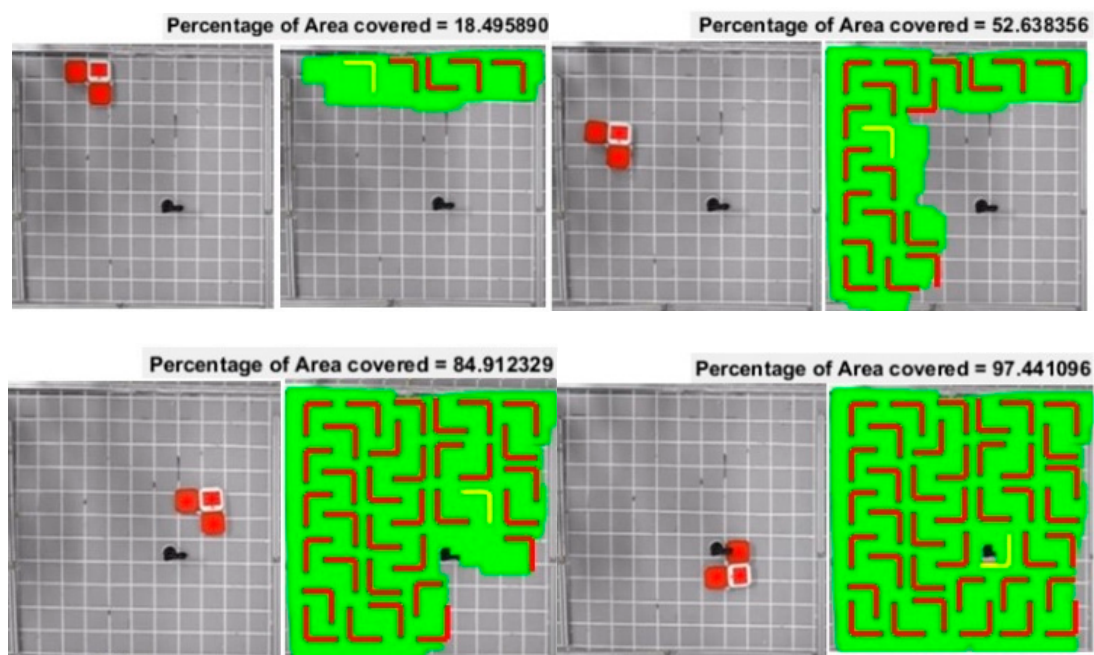 Percentage of Area covered = 18.495890
Percentage of Area covered = 52.638356
Percentage of Area covered = 84.912329
Percentage of Area covered = 97.441096